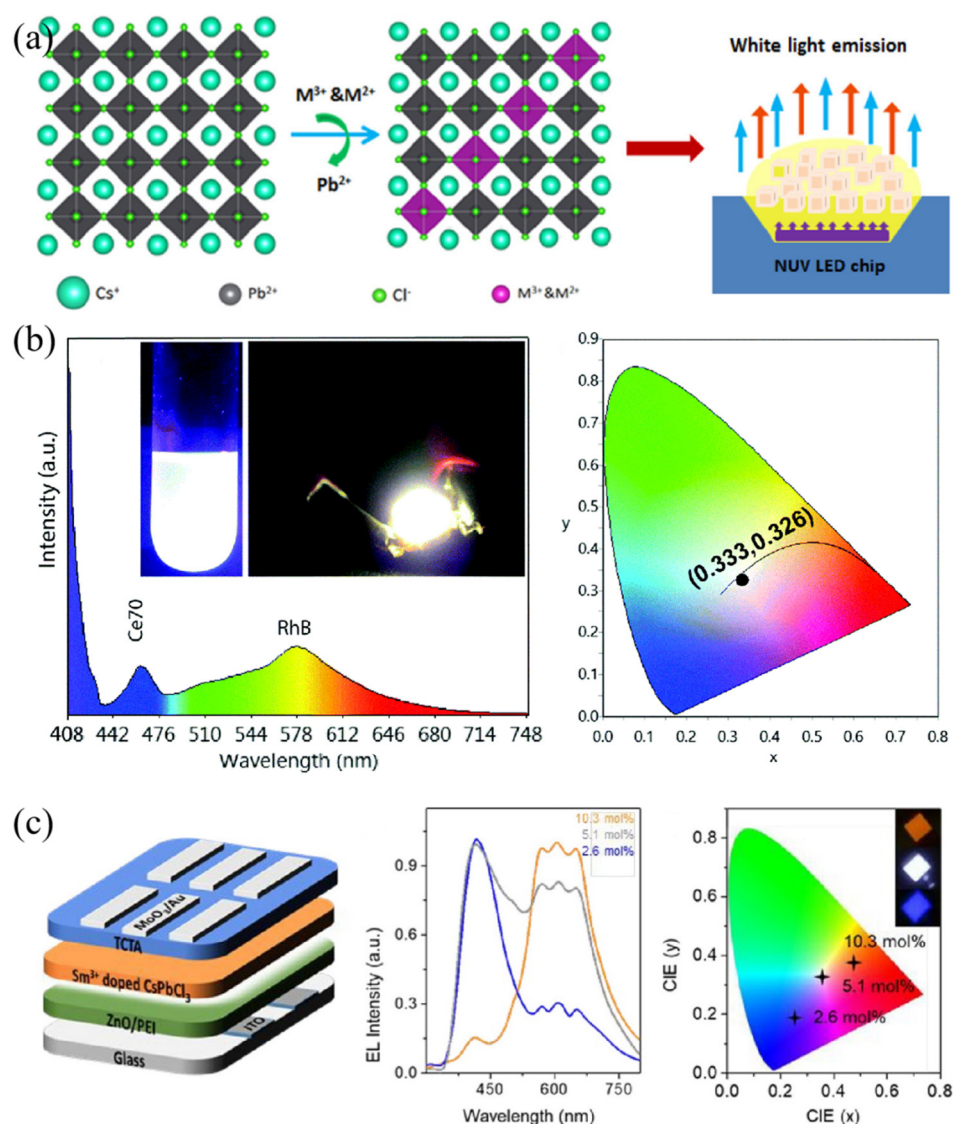 (a)
White light emission
M³⁺ &M²⁺
Pb²⁺
NUV LED chip
Cs⁺
Pb²⁺
Cl⁻
M³⁺ &M²⁺
(b)
Intensity (a.u.)
Ce70
RhB
408 442 476 510 544 578 612 646 680 714 748
Wavelength (nm)
0.9
0.8
0.7
0.6
0.5
y
0.4
0.3
0.2
0.1
0.0
(0.333,0.326)
0.0 0.1 0.2 0.3 0.4 0.5 0.6 0.7 0.8
x
(c)
MoO₃/Au
TCTA
Sm³⁺ doped CsPbCl₃
ZnO/PEI
ITO
Glass
EL Intensity (a.u.)
0.9
0.6
0.3
0.0
10.3 mol%
5.1 mol%
2.6 mol%
450 600 750
Wavelength (nm)
CIE (y)
0.8
0.6
0.4
0.2
0.0
10.3 mol%
5.1 mol%
2.6 mol%
0.0 0.2 0.4 0.6 0.8
CIE (x)